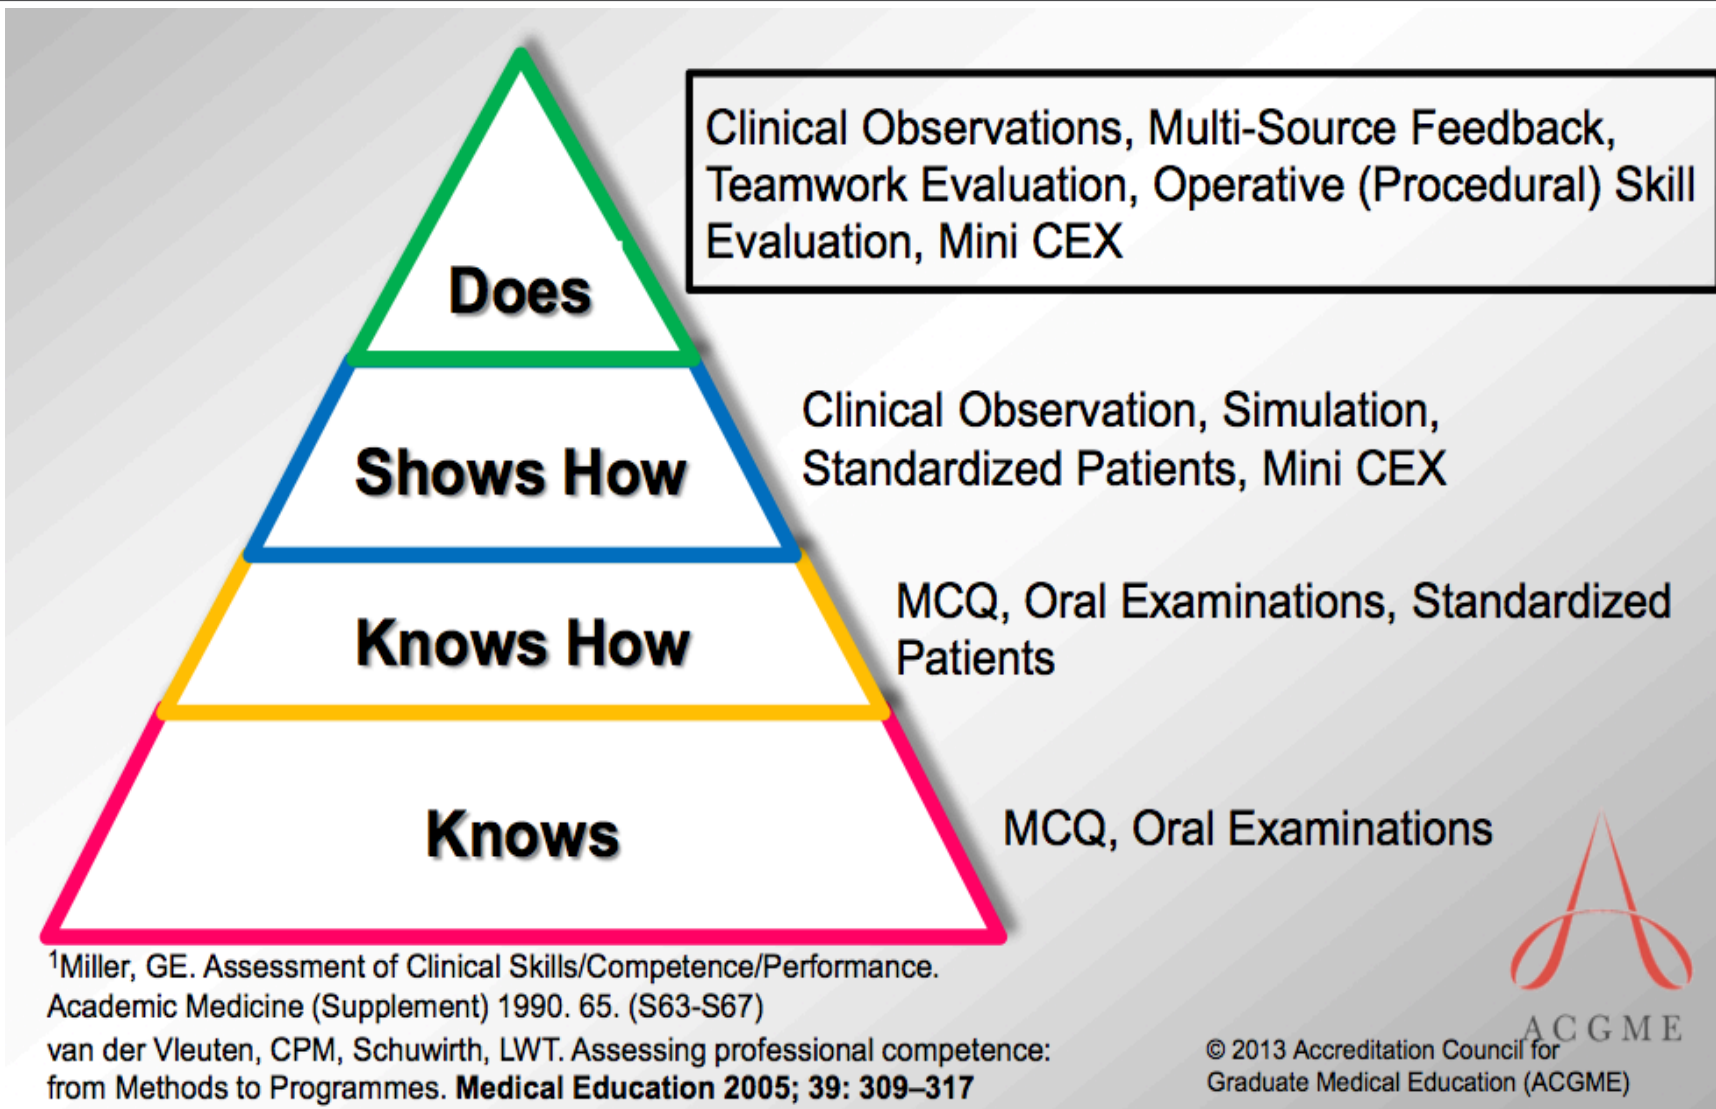 Clinical Observations, Multi-Source Feedback,
Teamwork Evaluation, Operative (Procedural) Skill
Evaluation, Mini CEX
Does
Clinical Observation, Simulation,
Standardized Patients, Mini CEX
Shows How
MCQ, Oral Examinations, Standardized
Patients
Knows How
Knows
MCQ, Oral Examinations
¹Miller, GE. Assessment of Clinical Skills/Competence/Performance.
Academic Medicine (Supplement) 1990. 65. (S63-S67)
van der Vleuten, CPM, Schuwirth, LWT. Assessing professional competence:
from Methods to Programmes. Medical Education 2005; 39: 309–317
ACGME
© 2013 Accreditation Council for
Graduate Medical Education (ACGME)